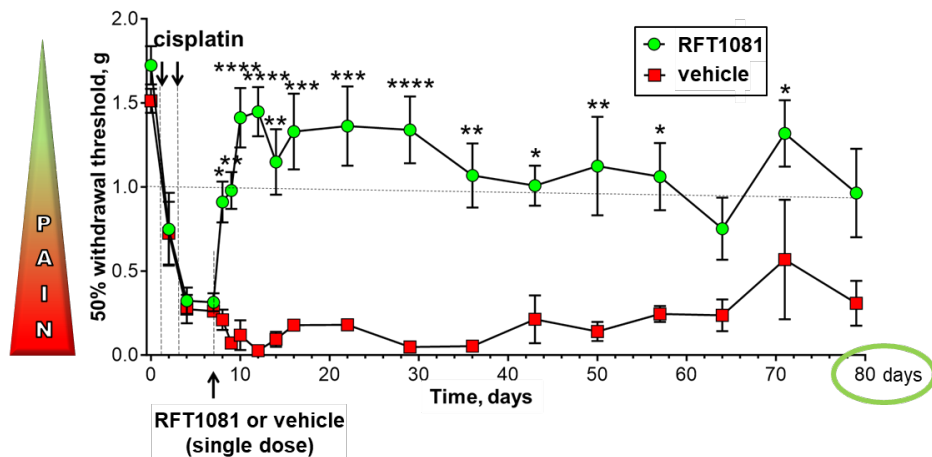 cisplatin
RFT1081
vehicle
PAIN
50% withdrawal threshold, g
2.0
1.5
1.0
0.5
0.0
****
****
***
***
****
**
*
**
*
*
**
*
**
0
10
20
30
40
50
60
70
80 days
Time, days
RFT1081 or vehicle
(single dose)